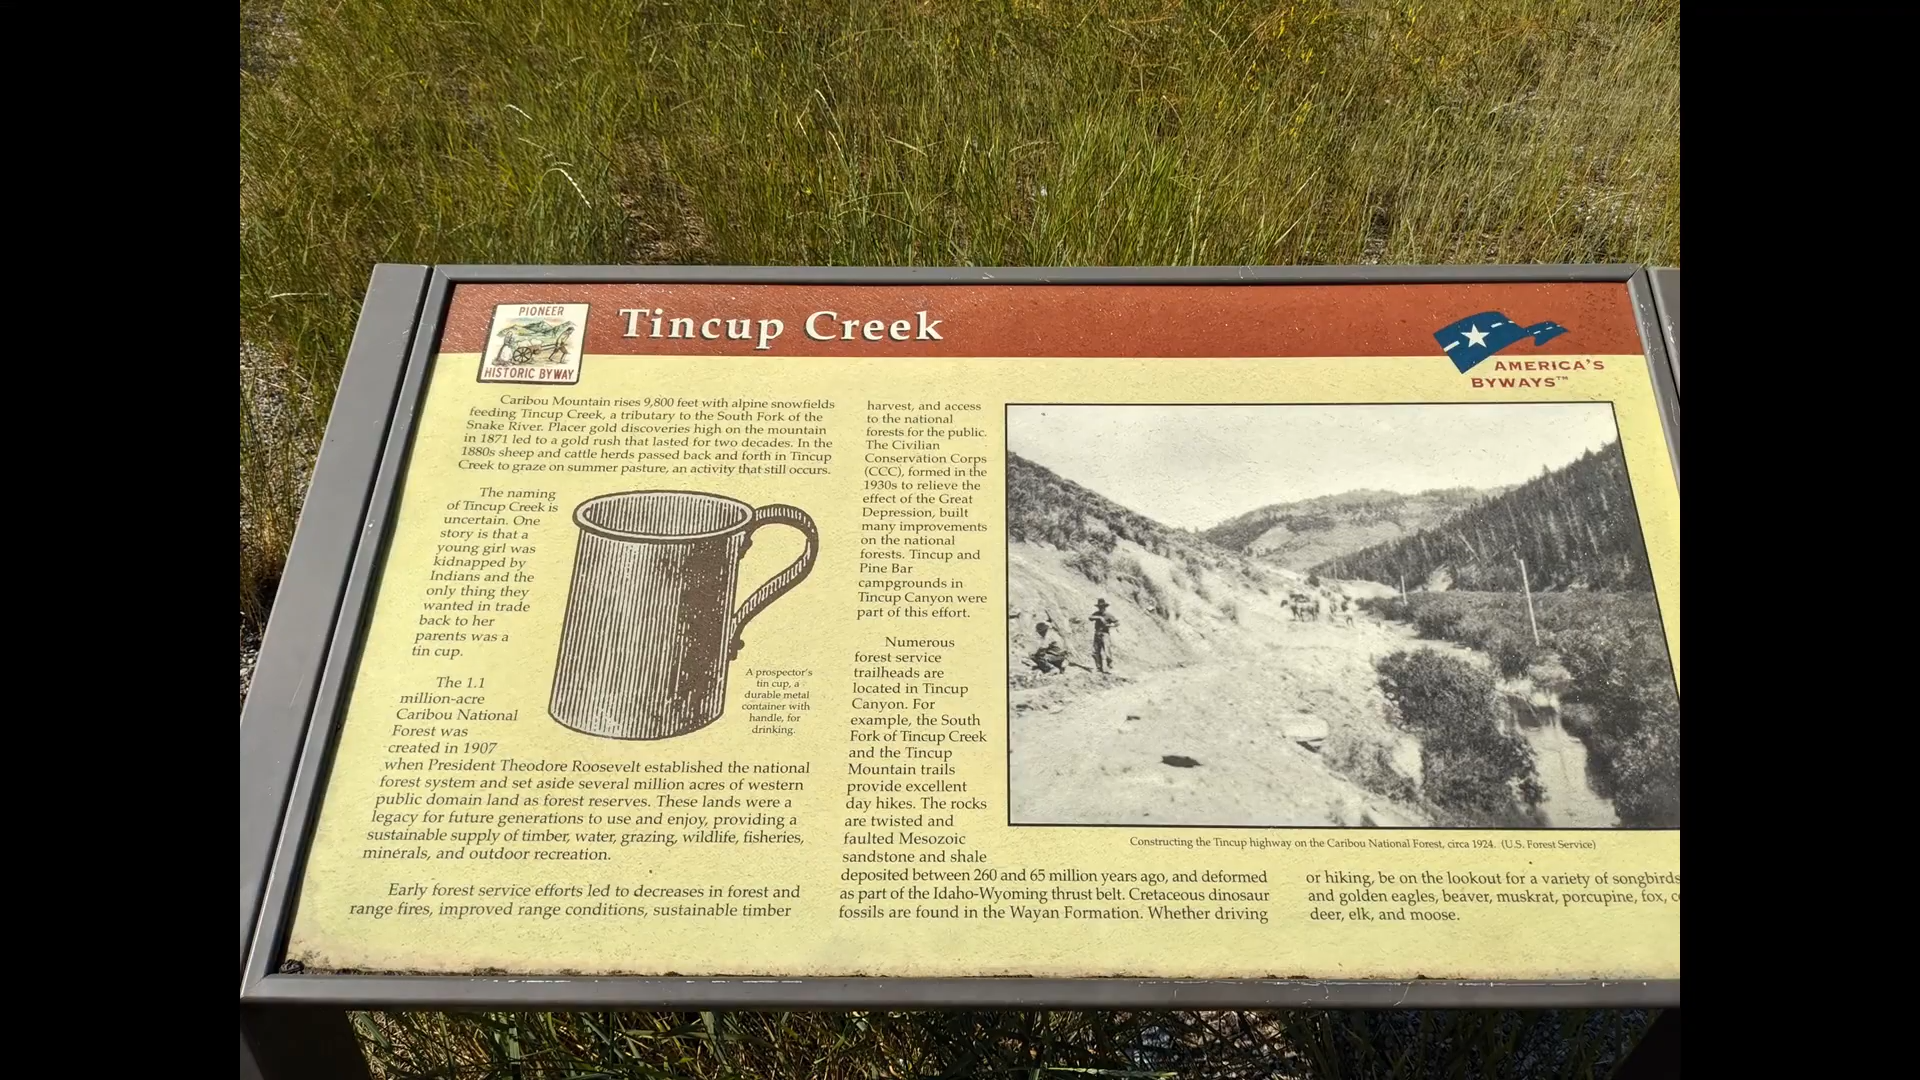 PIONEER
HISTORIC BYWAY
Tincup Creek
AMERICA'S
BYWAYS™
Caribou Mountain rises 9,800 feet with alpine snowfields
feeding Tincup Creek, a tributary to the South Fork of the
Snake River. Placer gold discoveries high on the mountain
in 1871 led to a gold rush that lasted for two decades. In the
1880s sheep and cattle herds passed back and forth in Tincup
Creek to graze on summer pasture, an activity that still occurs.
The naming
of Tincup Creek is
uncertain. One
story is that a
young girl was
kidnapped by
Indians and the
only thing they
wanted in trade
back to her
parents was a
tin cup.
A prospector's
tin cup, a
durable metal
container with
handle, for
drinking.
The 1.1
million-acre
Caribou National
Forest was
created in 1907
when President Theodore Roosevelt established the national
forest system and set aside several million acres of western
public domain land as forest reserves. These lands were a
legacy for future generations to use and enjoy, providing a
sustainable supply of timber, water, grazing, wildlife, fisheries,
minerals, and outdoor recreation.
Early forest service efforts led to decreases in forest and
range fires, improved range conditions, sustainable timber
harvest, and access
to the national
forests for the public.
The Civilian
Conservation Corps
(CCC), formed in the
1930s to relieve the
effect of the Great
Depression, built
many improvements
on the national
forests. Tincup and
Pine Bar
campgrounds in
Tincup Canyon were
part of this effort.
Numerous
forest service
trailheads are
located in Tincup
Canyon. For
example, the South
Fork of Tincup Creek
and the Tincup
Mountain trails
provide excellent
day hikes. The rocks
are twisted and
faulted Mesozoic
sandstone and shale
deposited between 260 and 65 million years ago, and deformed
as part of the Idaho-Wyoming thrust belt. Cretaceous dinosaur
fossils are found in the Wayan Formation. Whether driving
Constructing the Tincup highway on the Caribou National Forest, circa 1924. (U.S. Forest Service)
or hiking, be on the lookout for a variety of songbirds
and golden eagles, beaver, muskrat, porcupine, fox,
deer, elk, and moose.